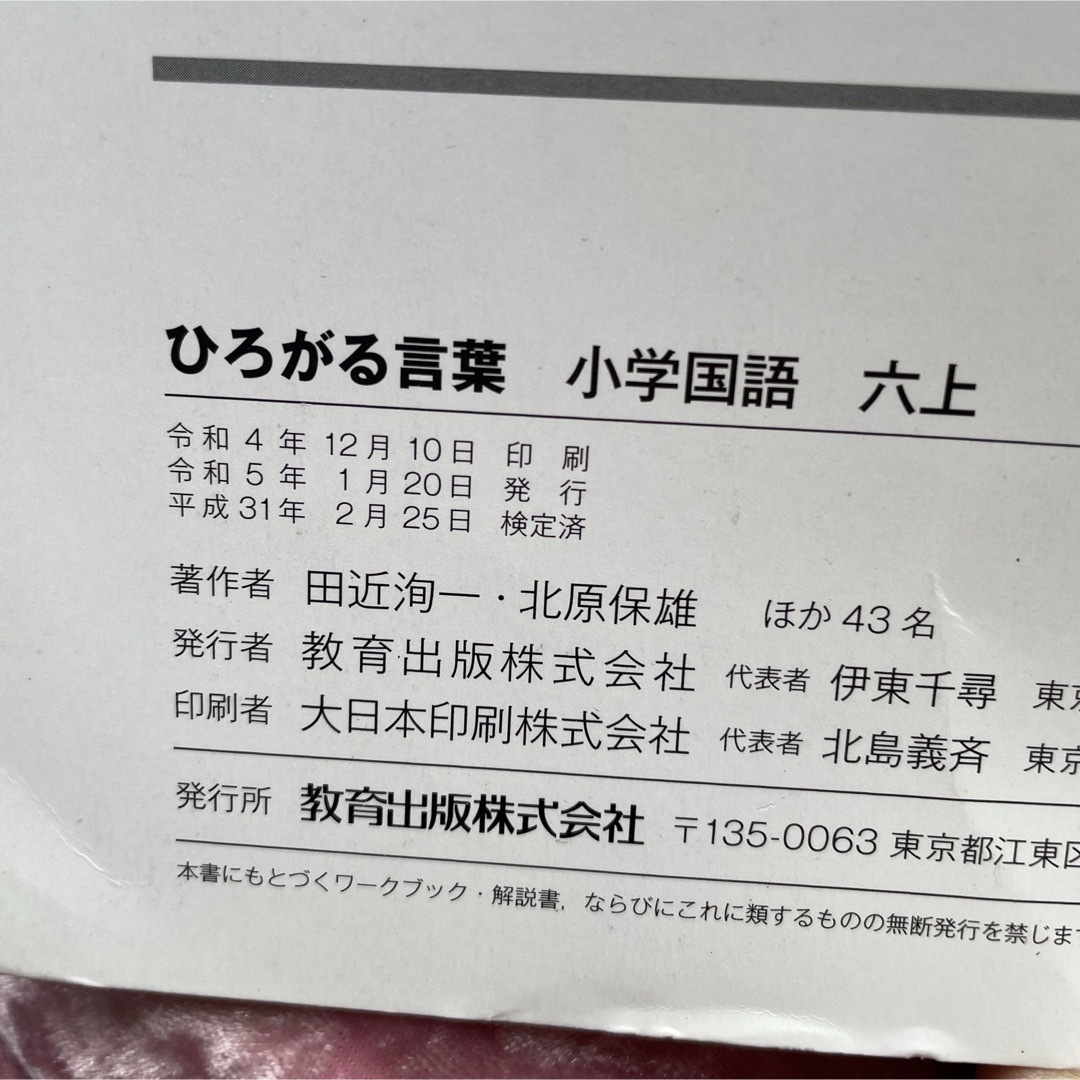 ひろがる言葉 小学国語 六上
令和4年 12月10日 印刷
令和5年 1月20日 発行
平成31年 2月25日 検定済
著作者 田近洵一・北原保雄 ほか43名
発行者 教育出版株式会社 代表者 伊東千尋 東京
印刷者 大日本印刷株式会社 代表者 北島義斉 東京
発行所 教育出版株式会社 〒135-0063 東京都江東区
本書にもとづくワークブック・解説書，ならびにこれに類するものの無断発行を禁じます